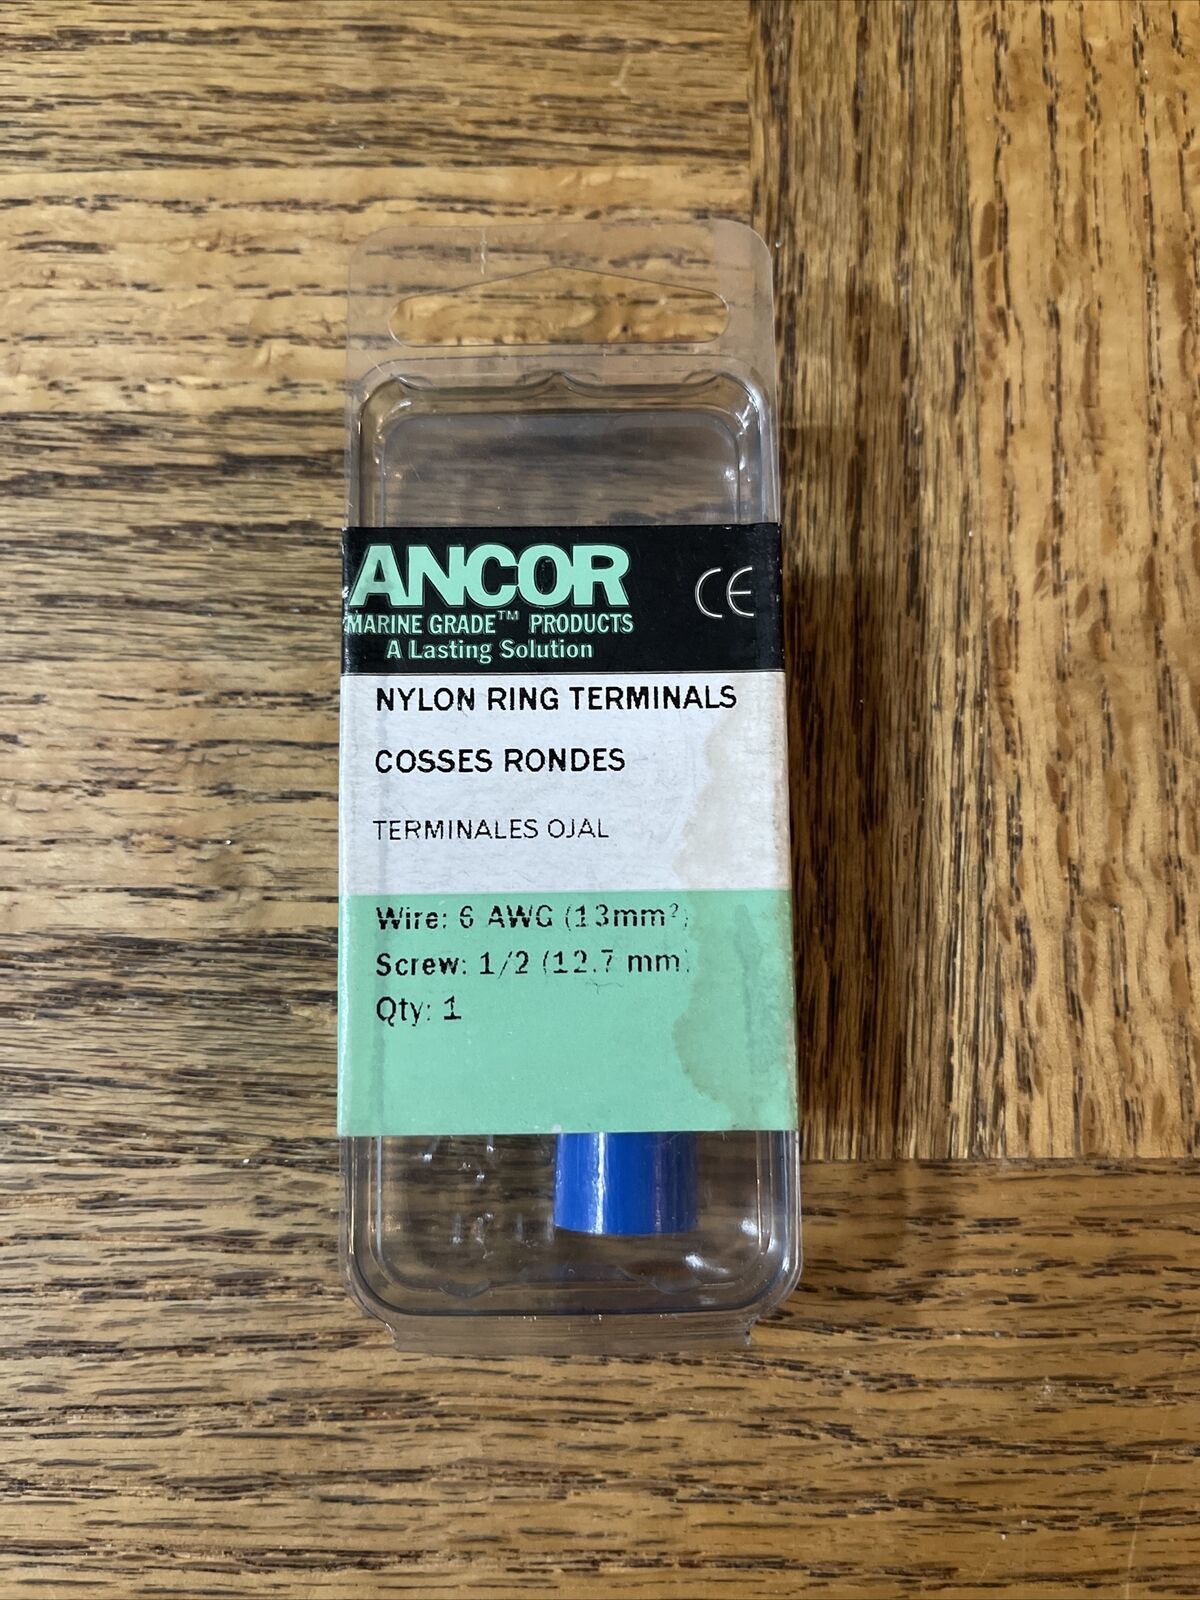 ANCOR
CE
MARINE GRADE™ PRODUCTS
A Lasting Solution
NYLON RING TERMINALS
COSSES RONDES
TERMINALES OJAL
Wire: 6 AWG (13mm²)
Screw: 1/2 (12.7 mm)
Qty: 1